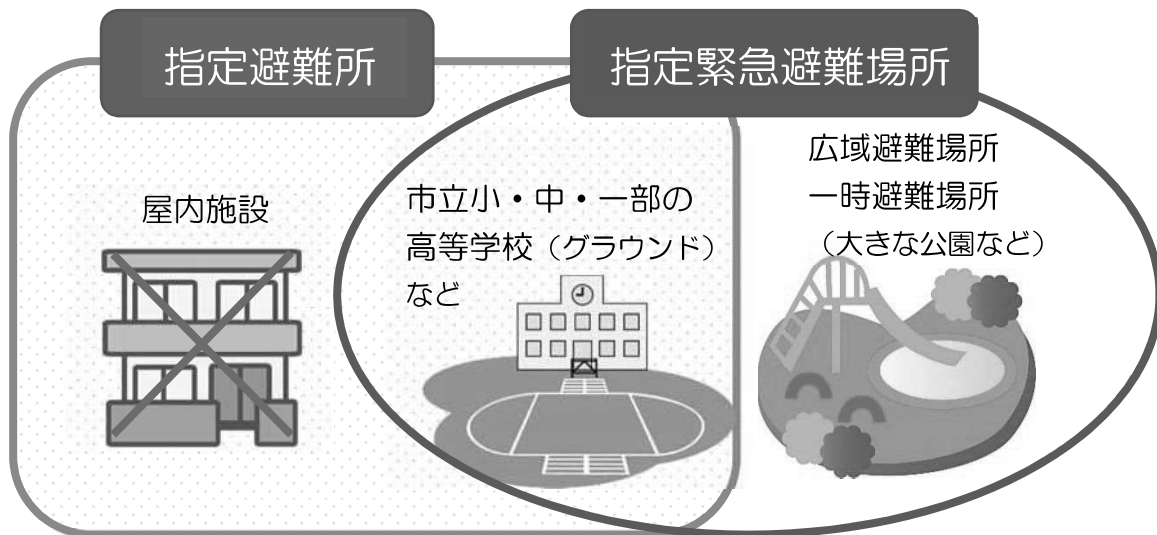 指定避難所
指定緊急避難場所
屋内施設
市立小・中・一部の
高等学校（グラウンド）
など
広域避難場所
一時避難場所
（大きな公園など）